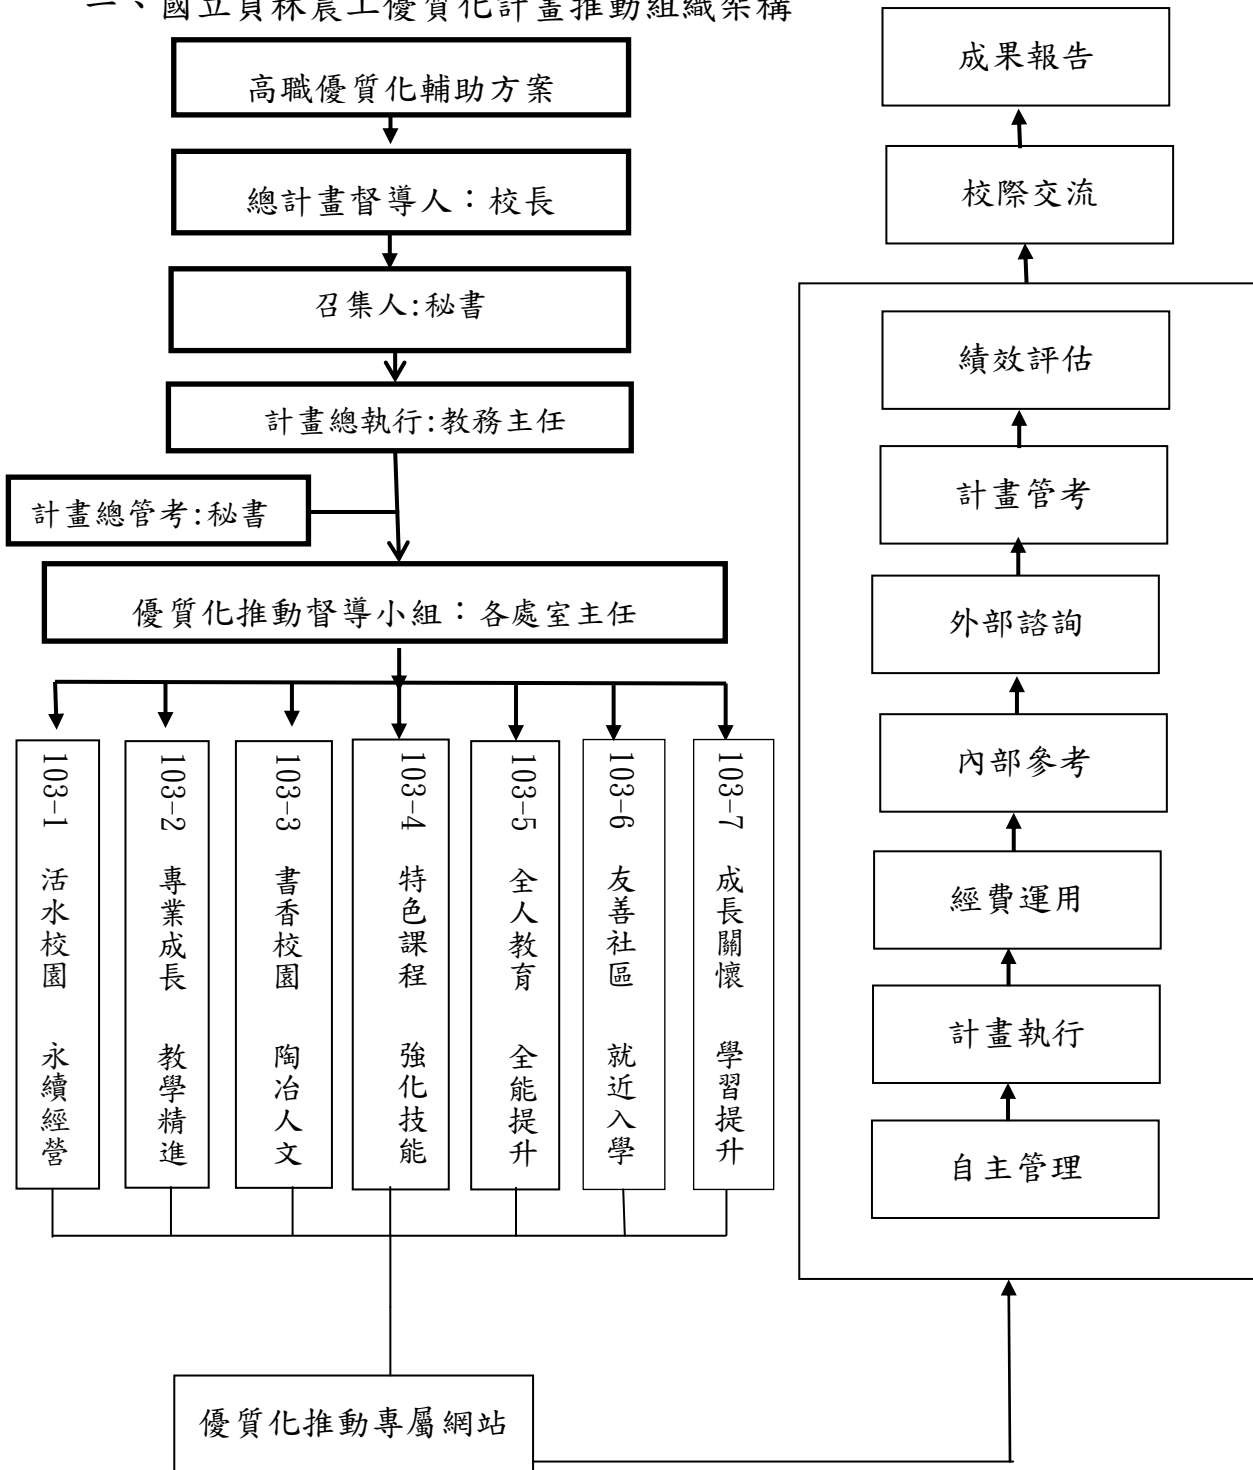 、國立員林農工優質化計畫推動組織架構
高職優質化輔助方案
總計畫督導人：校長
召集人:秘書
計畫總執行:教務主任
計畫總管考:秘書
優質化推動督導小組：各處室主任
103-1 活水校園 永續經營
103-2 專業成長 教學精進
103-3 書香校園 陶冶人文
103-4 特色課程 強化技能
103-5 全人教育 全能提升
103-6 友善社區 就近入學
103-7 成長關懷 學習提升
優質化推動專屬網站
成果報告
校際交流
績效評估
計畫管考
外部諮詢
內部參考
經費運用
計畫執行
自主管理